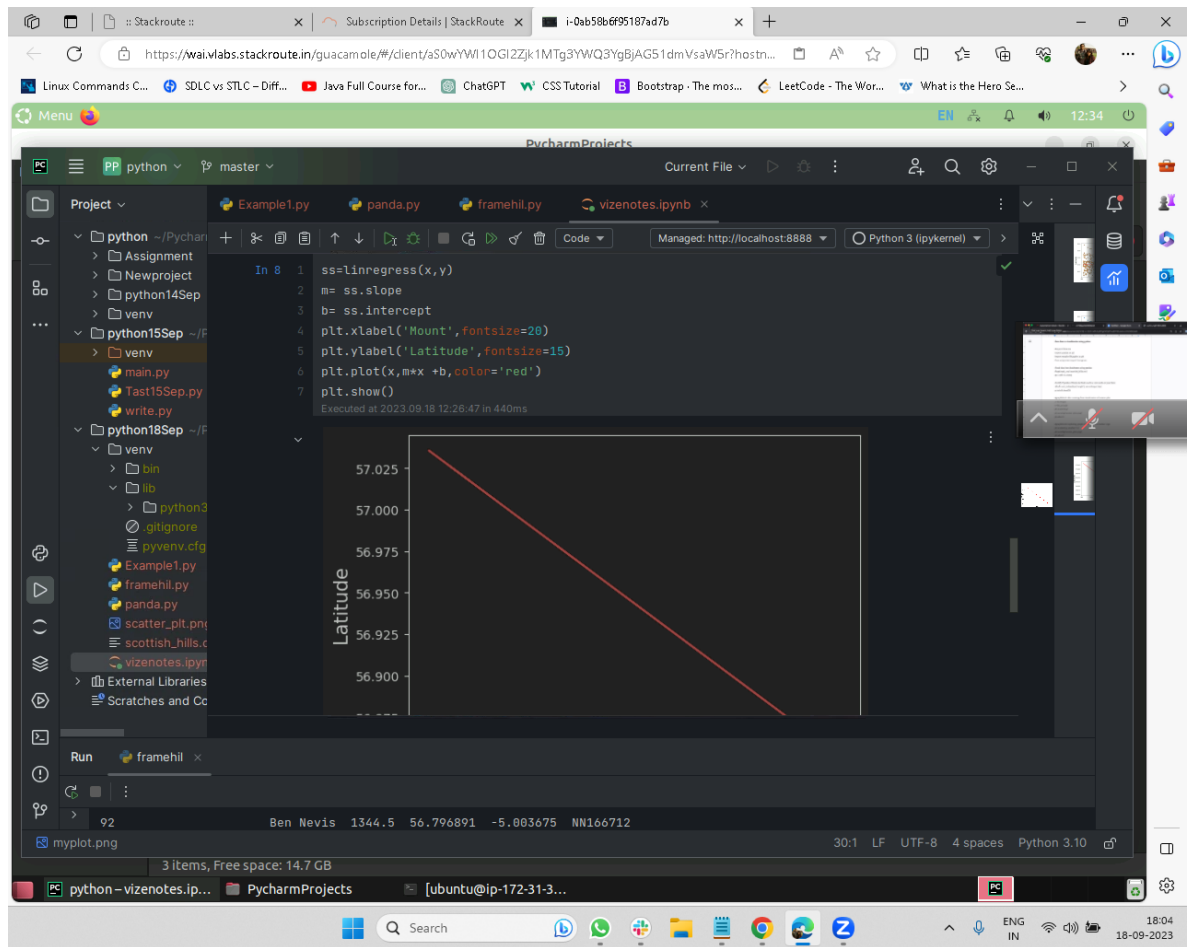 :: Stackroute ::
Subscription Details | StackRoute
i-0ab58b6f95187ad7b
https://wai.vlabs.stackroute.in/guacamole/#/client/aS0wYWI1OGI2Zjk1MTg3YWQ3YgBjAG51dmVsaW5r?hostn...
Linux Commands C...
SDLC vs STLC – Diff...
Java Full Course for...
ChatGPT
CSS Tutorial
Bootstrap · The mos...
LeetCode - The Wor...
What is the Hero Se...
Menu
EN
12:34
PycharmProjects
PC
PP python
master
Current File
Project
Example1.py
panda.py
framehil.py
vizenotes.ipynb
python ~/Pychar
Code
Managed: http://localhost:8888
Python 3 (ipykernel)
Assignment
Newproject
python14Sep
venv
python15Sep ~/P
venv
main.py
Tast15Sep.py
write.py
python18Sep ~/P
venv
bin
lib
python3
.gitignore
pyvenv.cfg
Example1.py
framehil.py
panda.py
scatter_plt.png
scottish_hills.c
vizenotes.ipyn
External Libraries
Scratches and Co
In 8
1 ss=linregress(x,y)
2 m= ss.slope
3 b= ss.intercept
4 plt.xlabel('Mount',fontsize=20)
5 plt.ylabel('Latitude',fontsize=15)
6 plt.plot(x,m*x +b,color='red')
7 plt.show()
Executed at 2023.09.18 12:26:47 in 440ms
57.025
57.000
56.975
56.950
56.925
56.900
Latitude
Run
framehil
92 Ben Nevis 1344.5 56.796891 -5.003675 NN166712
myplot.png
30:1 LF UTF-8 4 spaces Python 3.10
3 items, Free space: 14.7 GB
PC python – vizenotes.ip...
PycharmProjects
[ubuntu@ip-172-31-3...
PC
Search
ENG
IN
18:04
18-09-2023